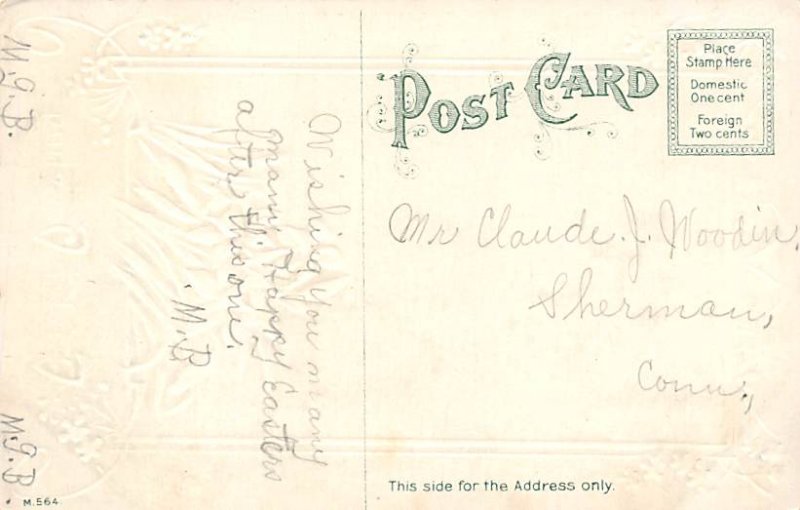 M.G.B.
Wishing you many
many Happy Easters
after this one.
M.B
M.G.B
M.564
POST CARD
Place
Stamp Here
Domestic
One cent
Foreign
Two cents
Mr Claude. J. Woodin,
Sherman,
Conn.,
This side for the Address only.